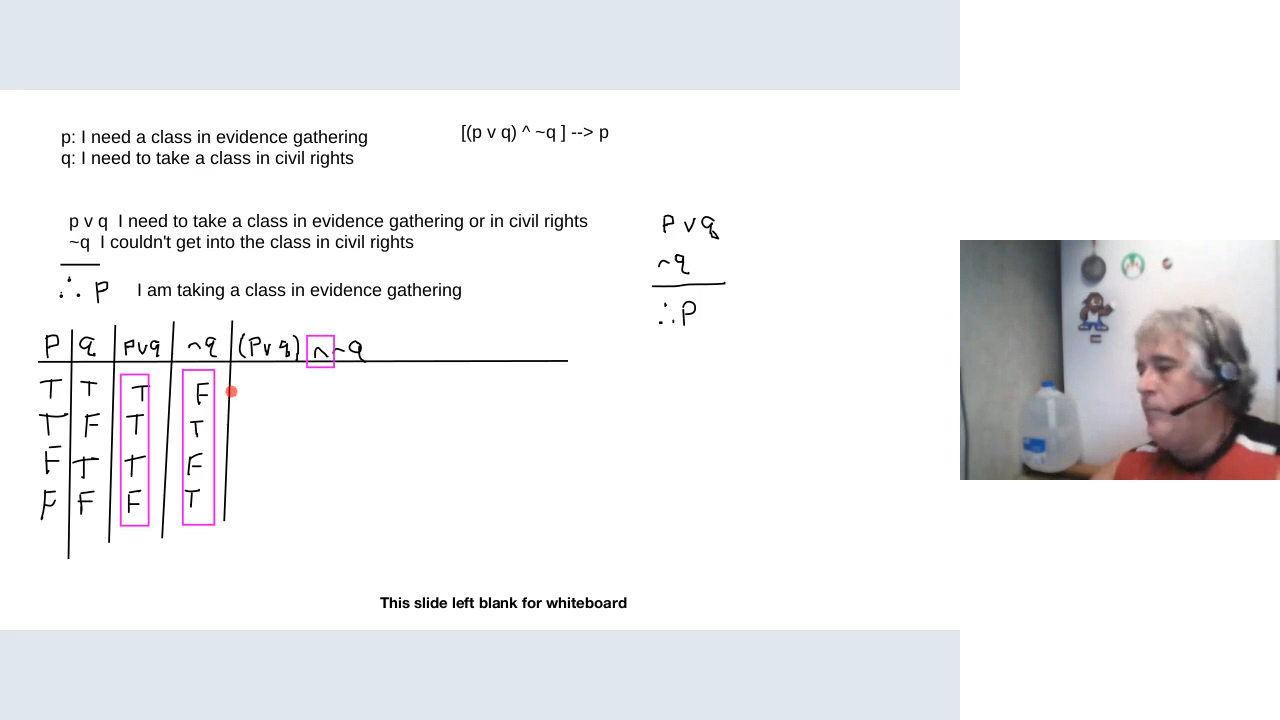 p: I need a class in evidence gathering
q: I need to take a class in civil rights
[(p v q) ^ ~q ] --> p
p v q I need to take a class in evidence gathering or in civil rights
~q I couldn't get into the class in civil rights
∴ P I am taking a class in evidence gathering
P v q
~q
∴ P
P q P v q ~q (P v q) ^ ~q
T T T F
T F T T
F T T F
F F F T
This slide left blank for whiteboard